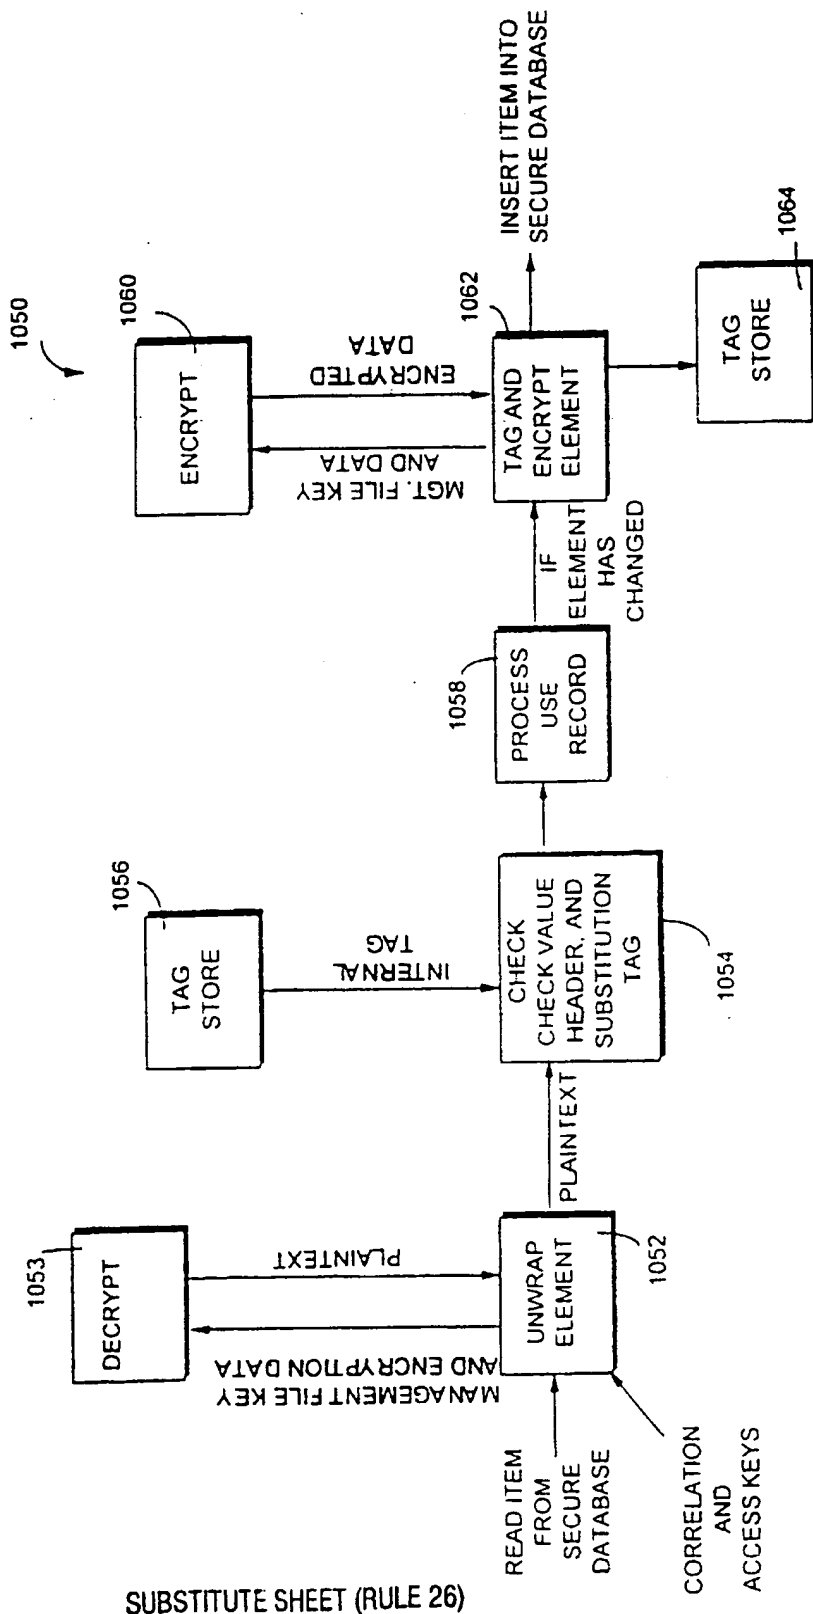 1050
DECRYPT
1053
MANAGEMENT FILE KEY
AND ENCRYPTION DATA
PLAINTEXT
READ ITEM
FROM
SECURE
DATABASE
CORRELATION
AND
ACCESS KEYS
UNWRAP
ELEMENT
1052
PLAINTEXT
TAG
STORE
1056
INTERNAL
TAG
CHECK
CHECK VALUE
HEADER, AND
SUBSTITUTION
TAG
1054
PROCESS
USE
RECORD
1058
IF
ELEMENT
HAS
CHANGED
ENCRYPT
1060
MGT. FILE KEY
AND DATA
ENCRYPTED
DATA
TAG AND
ENCRYPT
ELEMENT
1062
INSERT ITEM INTO
SECURE DATABASE
TAG
STORE
1064
SUBSTITUTE SHEET (RULE 26)